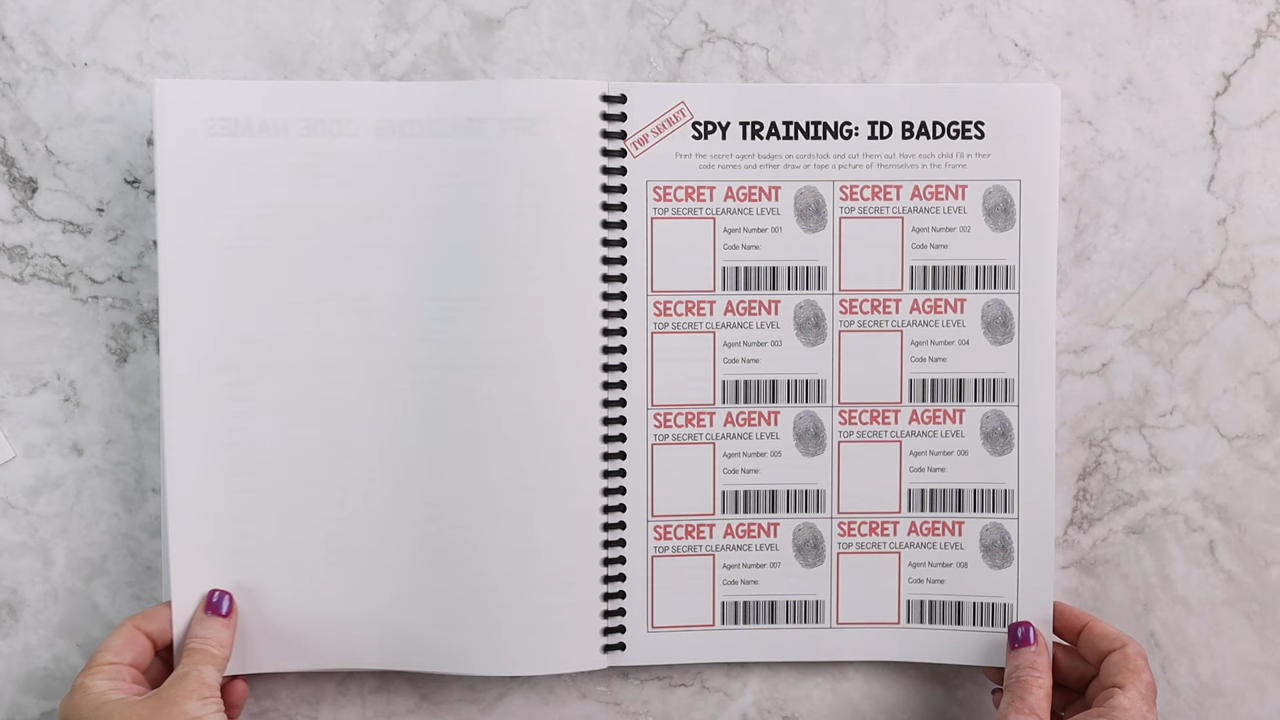 SPY TRAINING: CODE NAMES
TOP SECRET
SPY TRAINING: ID BADGES
Print the secret agent badges on cardstock and cut them out. Have each child fill in their
code names and either draw or tape a picture of themselves in the frame.
SECRET AGENT
TOP SECRET CLEARANCE LEVEL
Agent Number: 001
Code Name:
SECRET AGENT
TOP SECRET CLEARANCE LEVEL
Agent Number: 002
Code Name:
SECRET AGENT
TOP SECRET CLEARANCE LEVEL
Agent Number: 003
Code Name:
SECRET AGENT
TOP SECRET CLEARANCE LEVEL
Agent Number: 004
Code Name:
SECRET AGENT
TOP SECRET CLEARANCE LEVEL
Agent Number: 005
Code Name:
SECRET AGENT
TOP SECRET CLEARANCE LEVEL
Agent Number: 006
Code Name:
SECRET AGENT
TOP SECRET CLEARANCE LEVEL
Agent Number: 007
Code Name:
SECRET AGENT
TOP SECRET CLEARANCE LEVEL
Agent Number: 008
Code Name: